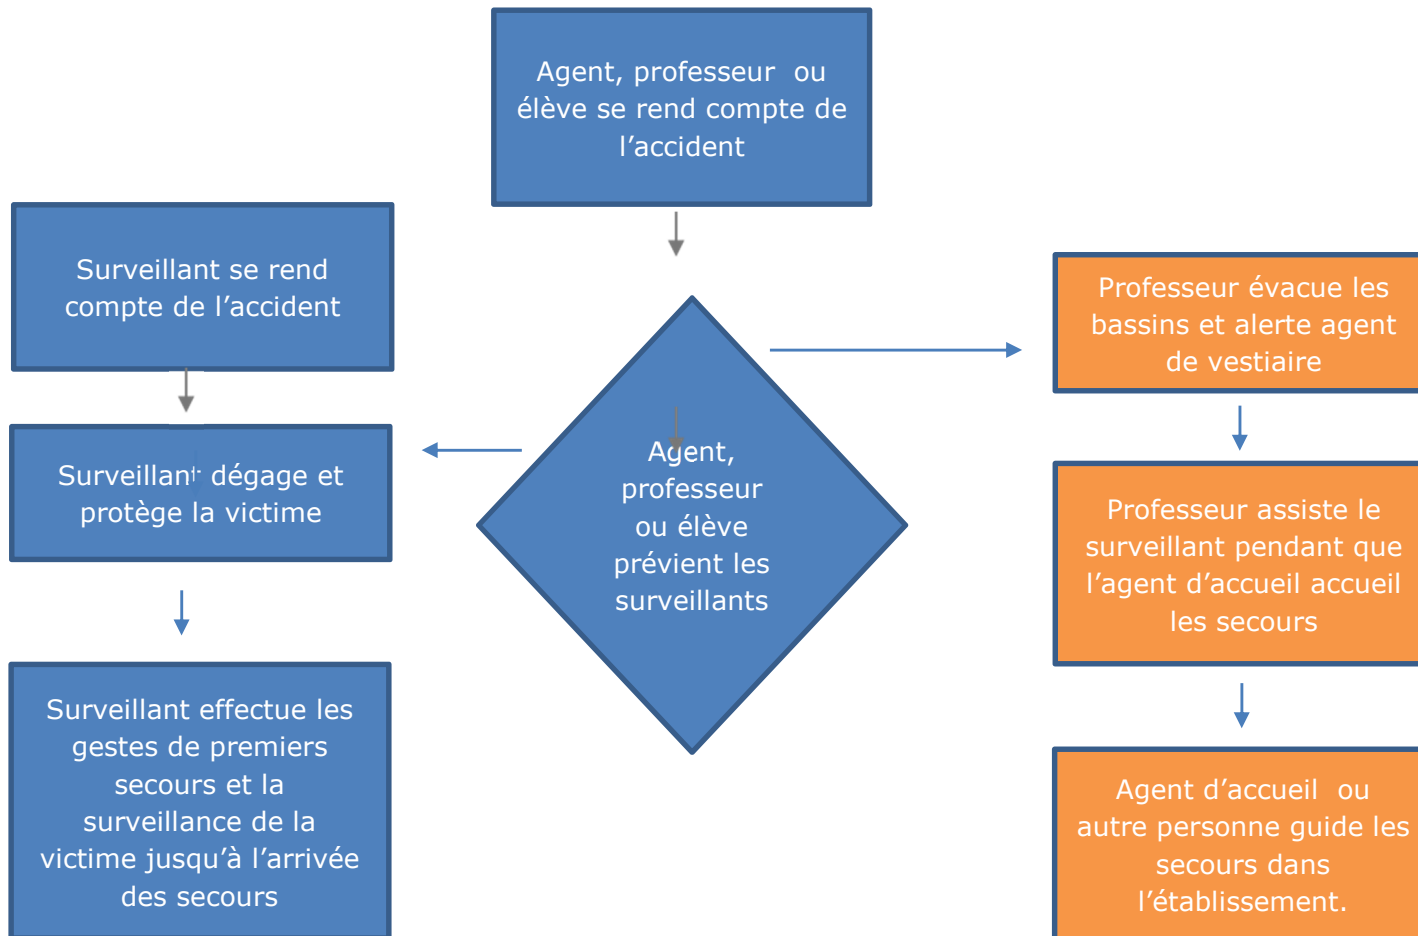 Agent, professeur ou
élève se rend compte de
l’accident
Surveillant se rend
compte de l’accident
Surveillant dégage et
protège la victime
Surveillant effectue les
gestes de premiers
secours et la
surveillance de la
victime jusqu’à l’arrivée
des secours
Agent,
professeur
ou élève
prévient les
surveillants
Professeur évacue les
bassins et alerte agent
de vestiaire
Professeur assiste le
surveillant pendant que
l’agent d’accueil accueil
les secours
Agent d’accueil ou
autre personne guide les
secours dans
l’établissement.